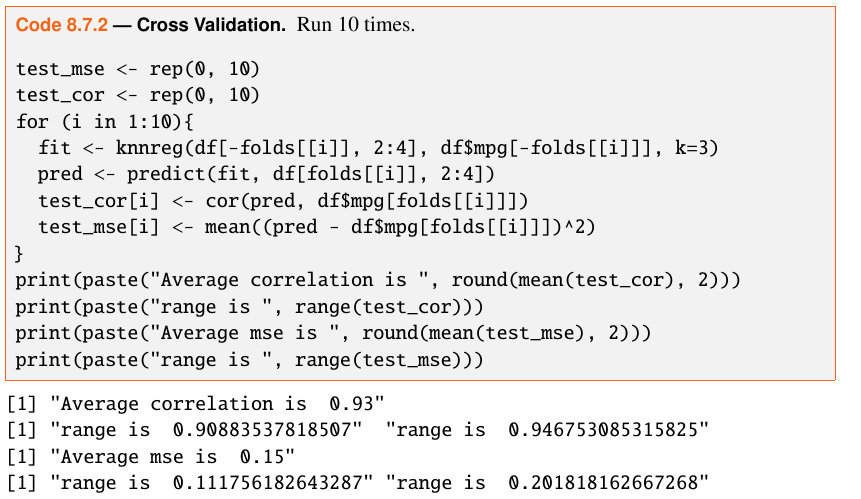 Code 8.7.2 — Cross Validation. Run 10 times.
test_mse <- rep(0, 10)
test_cor <- rep(0, 10)
for (i in 1:10){
  fit <- knnreg(df[-folds[[i]], 2:4], df$mpg[-folds[[i]]], k=3)
  pred <- predict(fit, df[folds[[i]], 2:4])
  test_cor[i] <- cor(pred, df$mpg[folds[[i]]])
  test_mse[i] <- mean((pred - df$mpg[folds[[i]]])^2)
}
print(paste("Average correlation is ", round(mean(test_cor), 2)))
print(paste("range is ", range(test_cor)))
print(paste("Average mse is ", round(mean(test_mse), 2)))
print(paste("range is ", range(test_mse)))
[1] "Average correlation is  0.93"
[1] "range is  0.90883537818507"  "range is  0.946753085315825"
[1] "Average mse is  0.15"
[1] "range is  0.111756182643287" "range is  0.201818162667268"